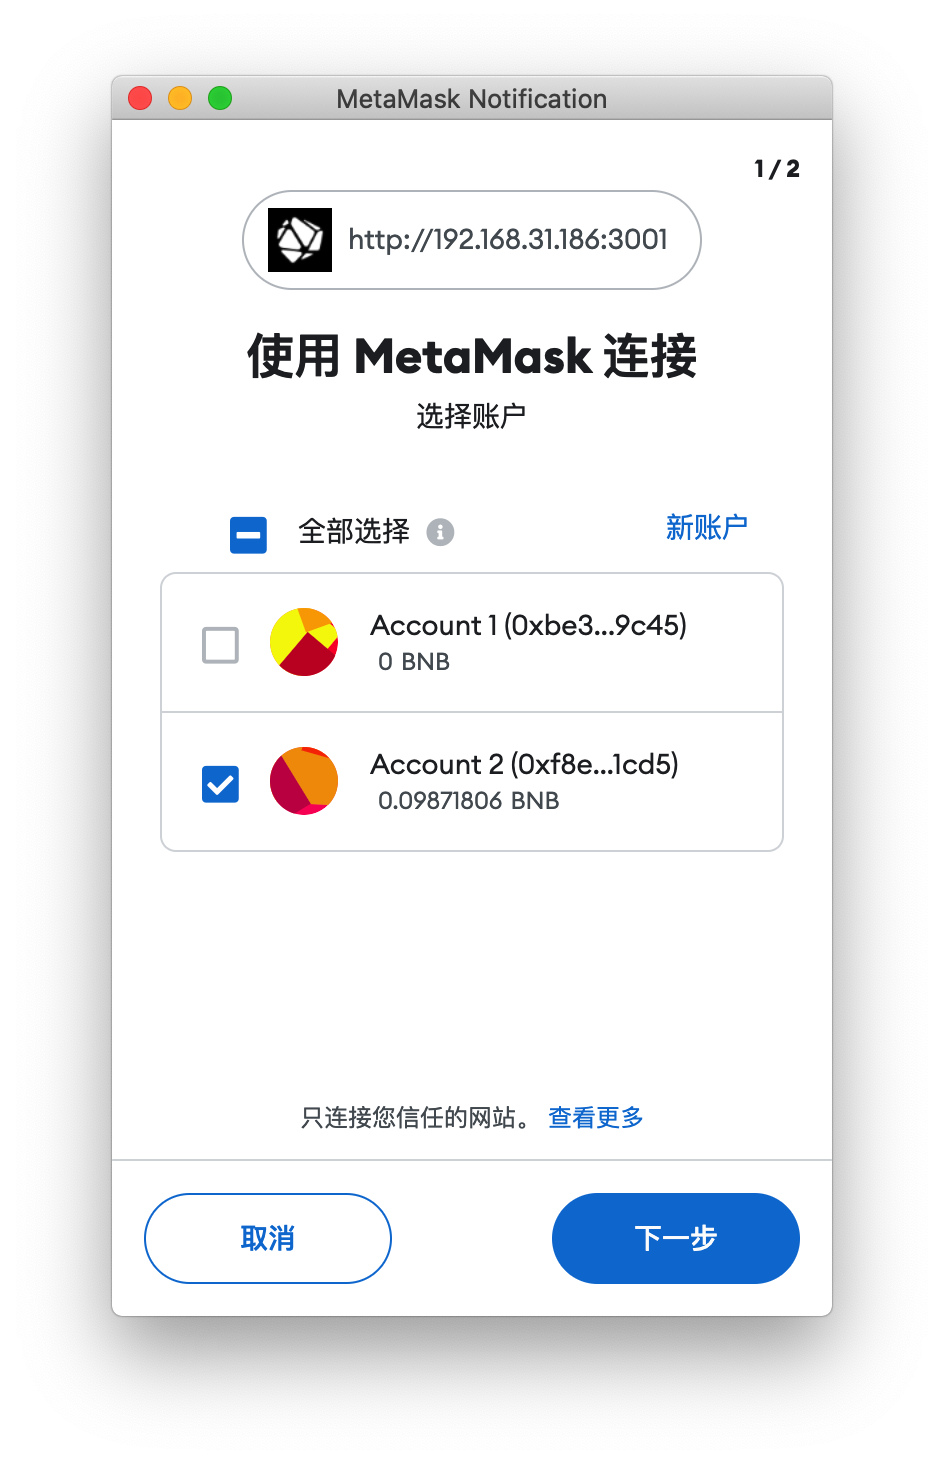 MetaMask Notification
1 / 2
http://192.168.31.186:3001
使用 MetaMask 连接
选择账户
全部选择
新账户
Account 1 (0xbe3...9c45)
0 BNB
Account 2 (0xf8e...1cd5)
0.09871806 BNB
只连接您信任的网站。 查看更多
取消
下一步